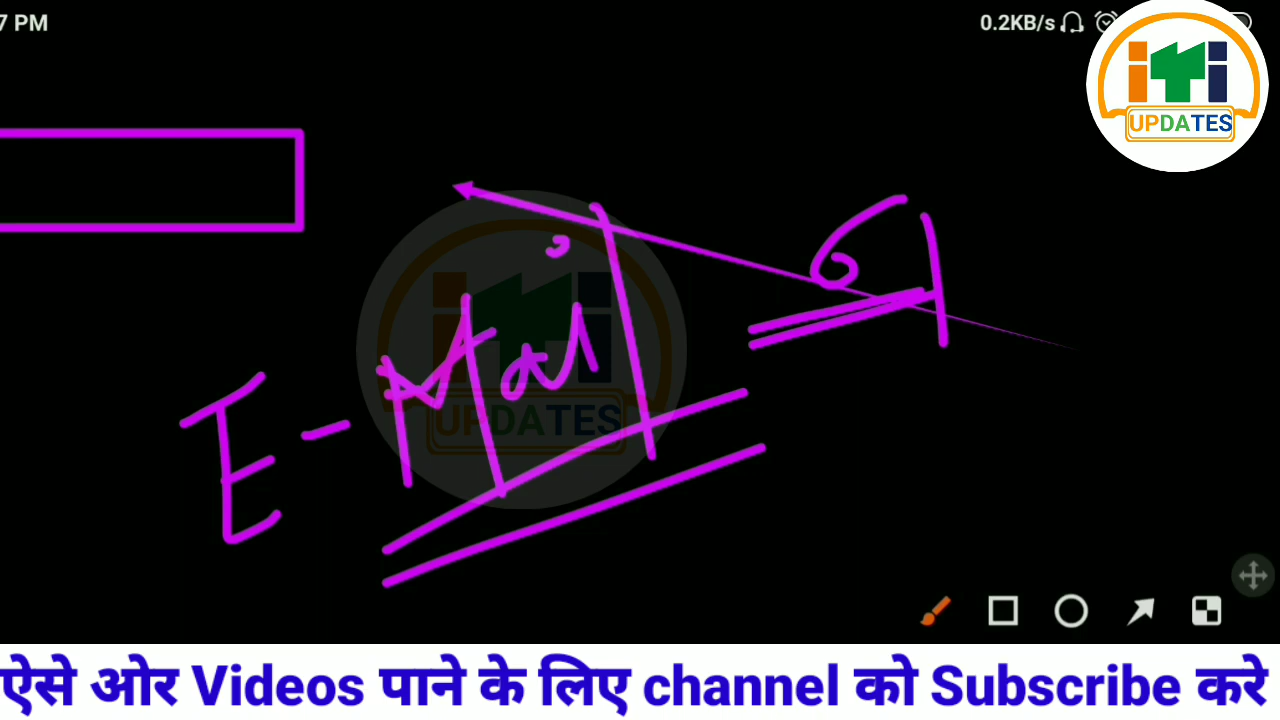 7 PM 0.2KB/s
iTi
UPDATES
E-Mail
UPDATES
ऐसे ओर Videos पाने के लिए channel को Subscribe करे